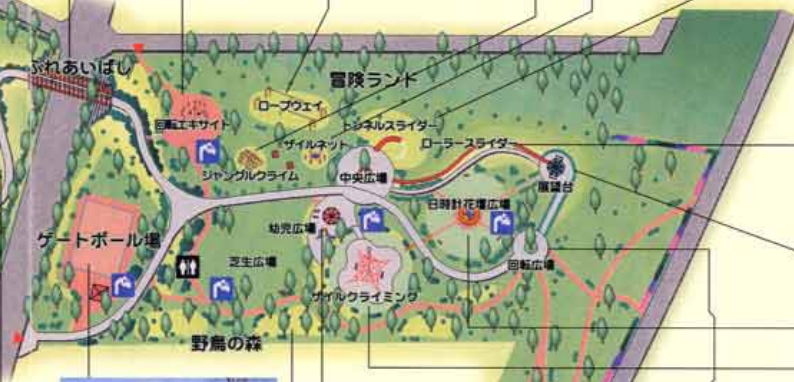 ふれあいばし
冒険ランド
ロープウェイ
回転エキサイト
トンネルスライダー
ザイルネット
ローラースライダー
ジャングルクライム
中央広場
展望台
日時計花壇広場
幼児広場
ゲートボール場
芝生広場
回転広場
ザイルクライミング
野鳥の森